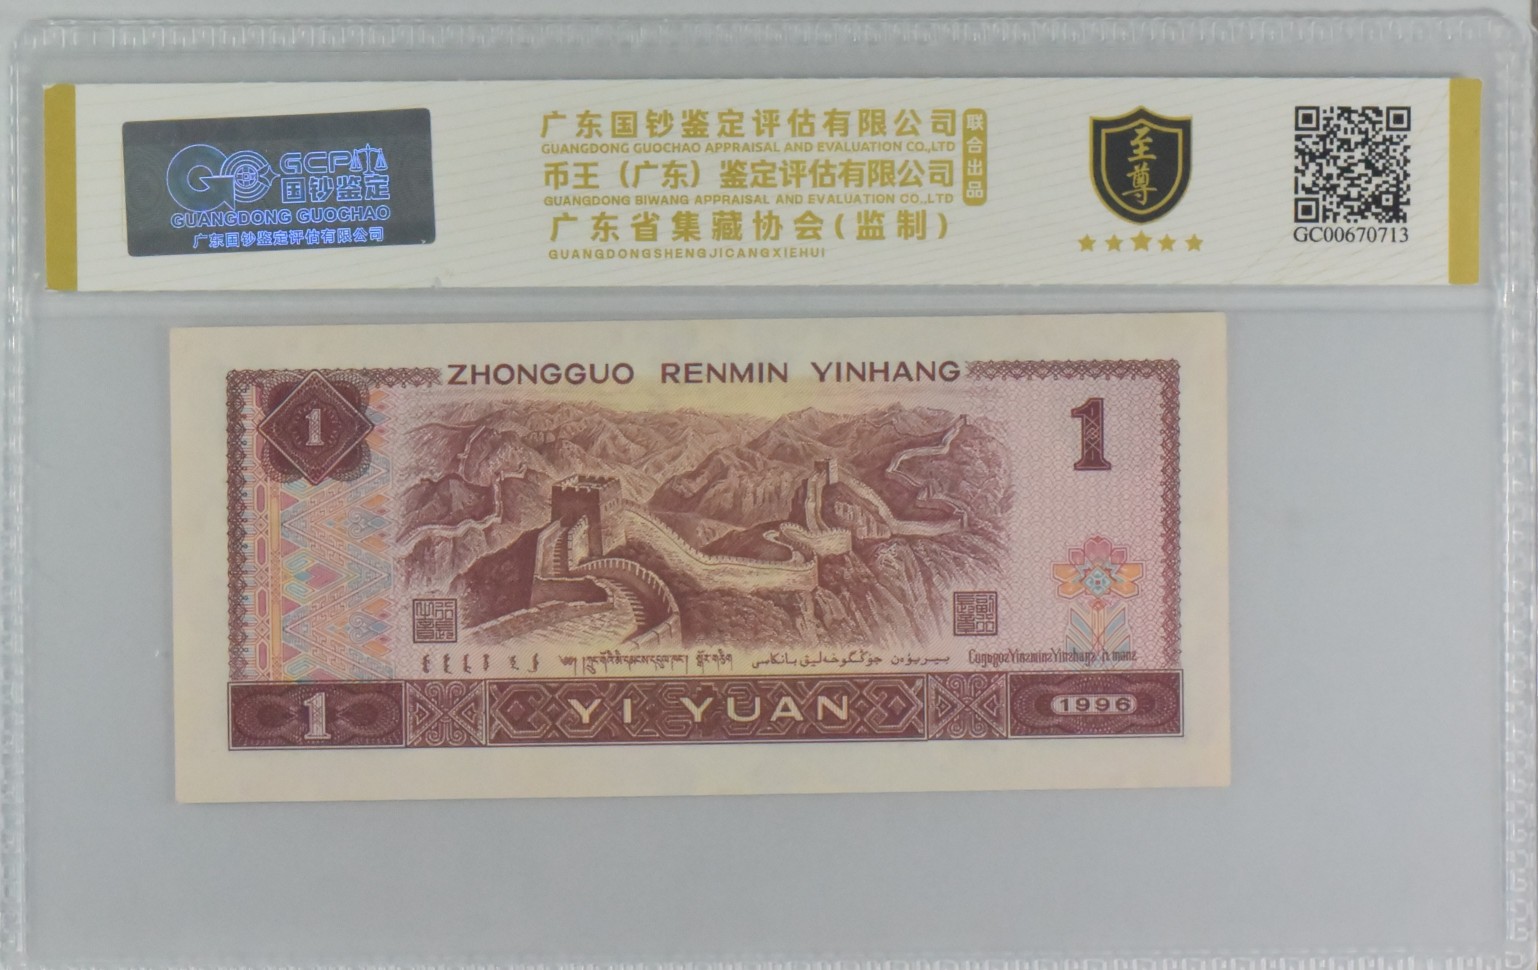 GCP
国钞鉴定
GUANGDONG GUOCHAO
广东国钞鉴定评估有限公司
广东国钞鉴定评估有限公司
GUANGDONG GUOCHAO APPRAISAL AND EVALUATION CO.,LTD
币王（广东）鉴定评估有限公司
GUANGDONG BIWANG APPRAISAL AND EVALUATION CO.,LTD
广东省集藏协会(监制)
GUANGDONGSHENGJICANGXIEHUI
联合出品
至尊
GC00670713
ZHONGGUO RENMIN YINHANG
1
1
بىرىۋەن جۇڭگوخەلىق بانكاسى
1
YI YUAN
1996